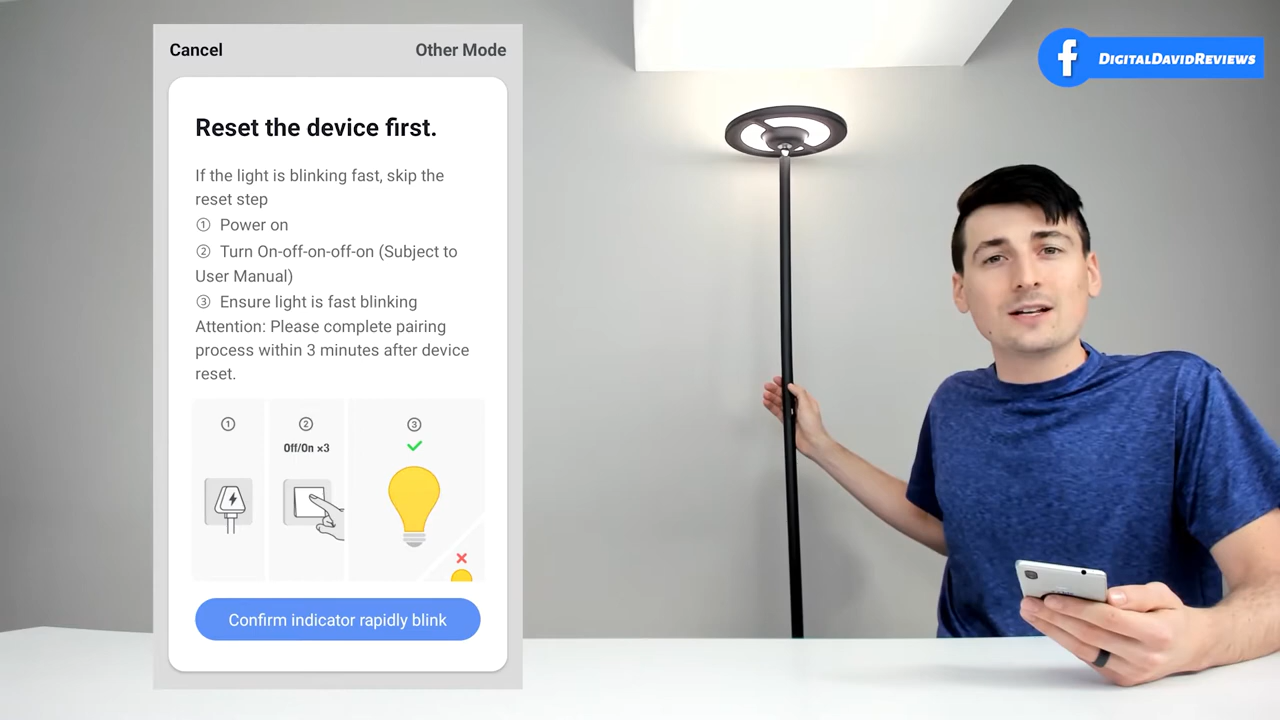 Cancel
Other Mode
DIGITALDAVIDREVIEWS
Reset the device first.
If the light is blinking fast, skip the
reset step
① Power on
② Turn On-off-on-off-on (Subject to
User Manual)
③ Ensure light is fast blinking
Attention: Please complete pairing
process within 3 minutes after device
reset.
①
②
③
Off/On ×3
Confirm indicator rapidly blink